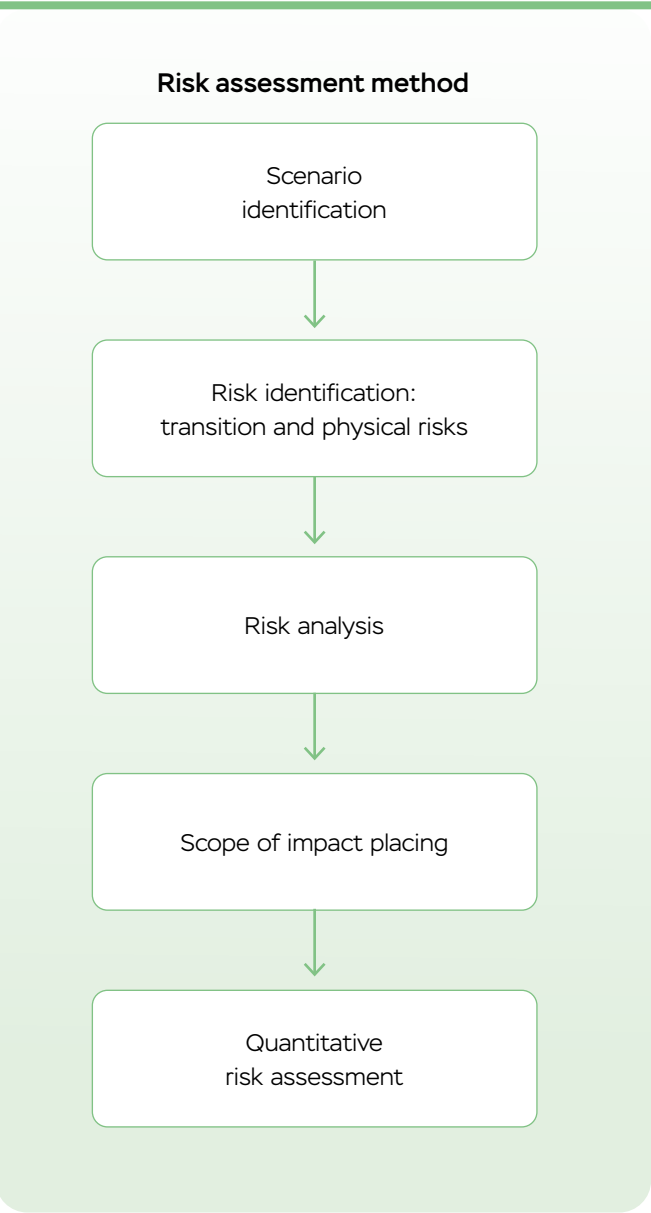 Risk assessment method
Scenario
identification
Risk identification:
transition and physical risks
Risk analysis
Scope of impact placing
Quantitative
risk assessment